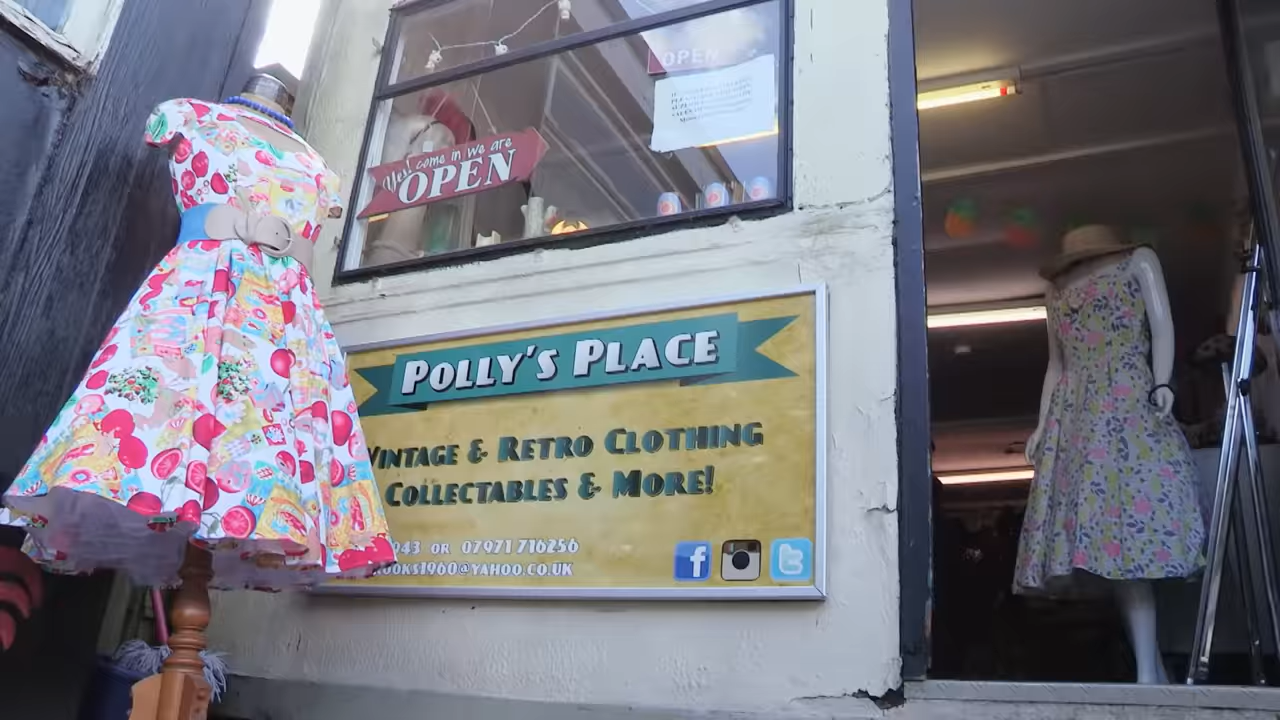 OPEN
Yes! come in we are
OPEN
POLLY'S PLACE
VINTAGE & RETRO CLOTHING
COLLECTABLES & MORE!
943 OR 07971 716256
OOKS1960@YAHOO.CO.UK